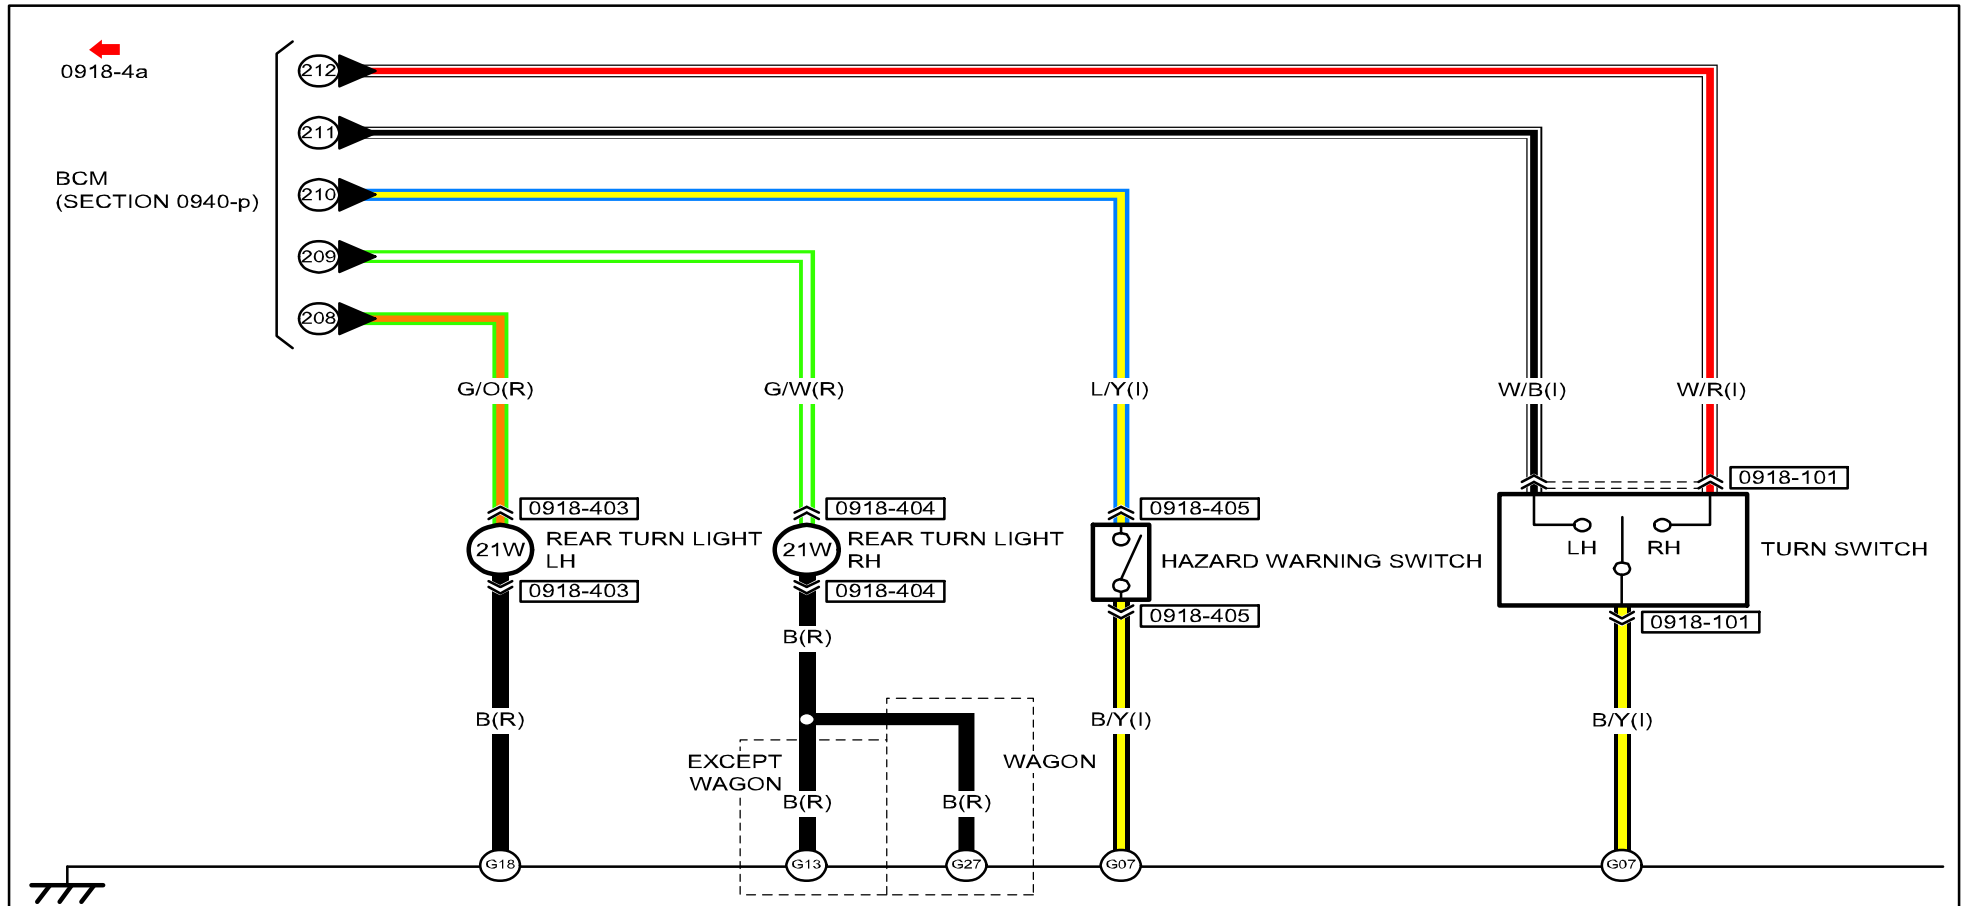 0918-4a
212
211
BCM
(SECTION 0940-p)
210
209
208
G/O(R)
G/W(R)
L/Y(I)
W/B(I)
W/R(I)
0918-101
0918-403
0918-404
0918-405
21W
REAR TURN LIGHT
LH
21W
REAR TURN LIGHT
RH
HAZARD WARNING SWITCH
LH
RH
TURN SWITCH
0918-403
0918-404
0918-405
0918-101
B(R)
B(R)
B/Y(I)
B/Y(I)
EXCEPT
WAGON
WAGON
B(R)
B(R)
G18
G13
G27
G07
G07